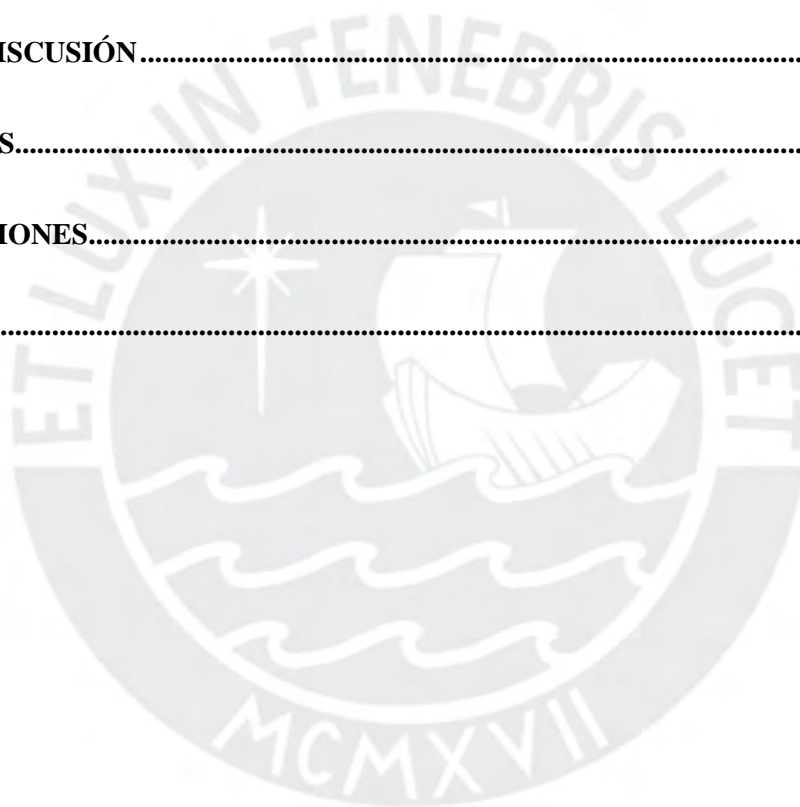 ISCUSIÓN................................................................................
S................................................................................................
IONES.....................................................................................
................................................................................................
ET LUX IN TENEBRIS LUCET
MCMXVII